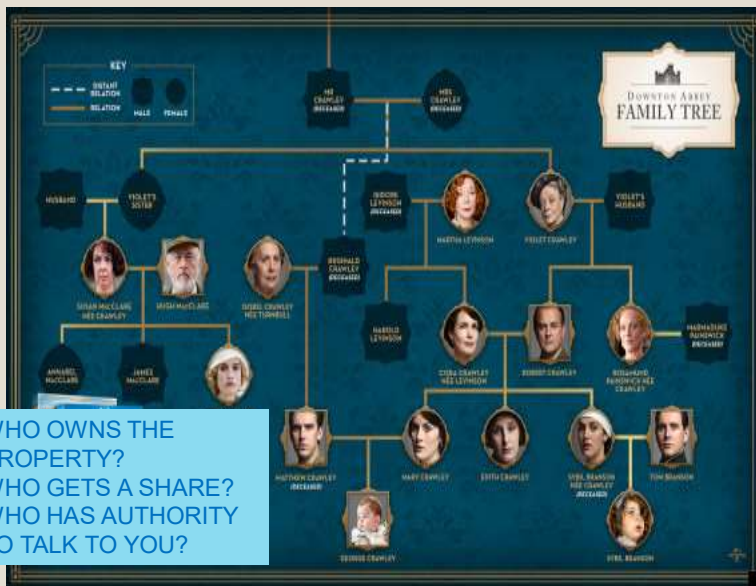 KEY
DISTANT
RELATION
RELATION
MALE
FEMALE
DOWNTON ABBEY
FAMILY TREE
MR
CRAWLEY
(DECEASED)
MRS
CRAWLEY
(DECEASED)
HUSBAND
VIOLET'S
SISTER
ISIDORE
LEVINSON
(DECEASED)
MARTHA LEVINSON
VIOLET CRAWLEY
VIOLET'S
HUSBAND
SUSAN MACCLARE
NÉE CRAWLEY
HUGH MACCLARE
ISOBEL CRAWLEY
NÉE TURNBULL
REGINALD
CRAWLEY
(DECEASED)
HAROLD
LEVINSON
CORA CRAWLEY
NÉE LEVINSON
ROBERT CRAWLEY
ROSAMUND
PAINSWICK NÉE
CRAWLEY
MARMADUKE
PAINSWICK
(DECEASED)
ANNABEL
MACCLARE
JAMES
MACCLARE
MATTHEW CRAWLEY
(DECEASED)
MARY CRAWLEY
EDITH CRAWLEY
SYBIL BRANSON
NÉE CRAWLEY
(DECEASED)
TOM BRANSON
GEORGE CRAWLEY
SYBIL BRANSON
WHO OWNS THE
PROPERTY?
WHO GETS A SHARE?
WHO HAS AUTHORITY
TO TALK TO YOU?